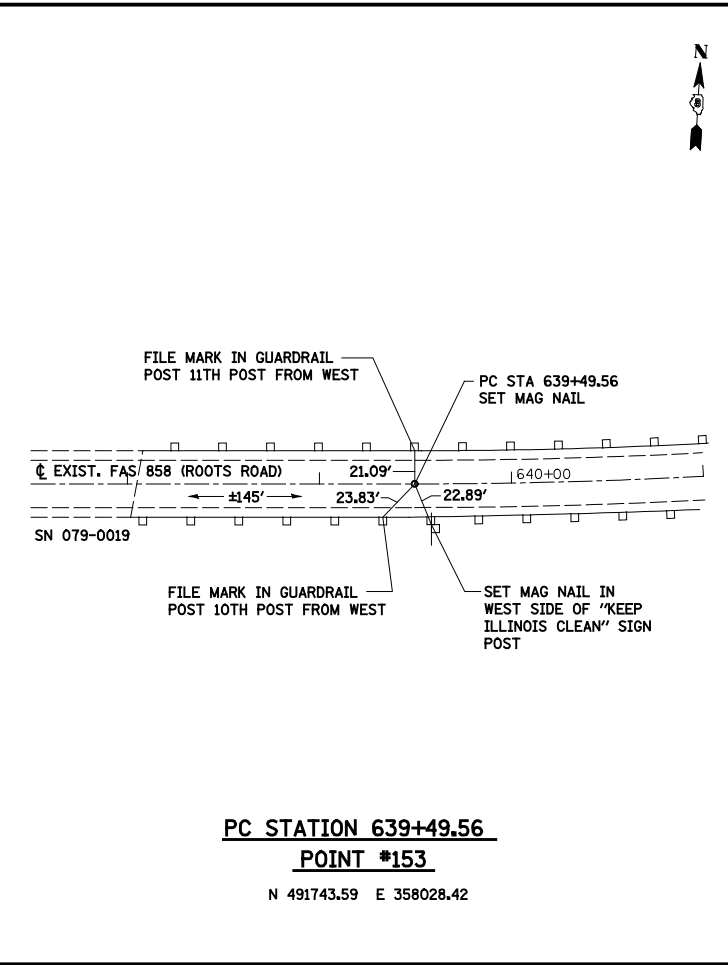 N
FILE MARK IN GUARDRAIL
POST 11TH POST FROM WEST
PC STA 639+49.56
SET MAG NAIL
℄ EXIST. FAS 858 (ROOTS ROAD)
21.09'
640+00
±145'
23.83'
22.89'
SN 079-0019
FILE MARK IN GUARDRAIL
POST 10TH POST FROM WEST
SET MAG NAIL IN
WEST SIDE OF "KEEP
ILLINOIS CLEAN" SIGN
POST
PC STATION 639+49.56
POINT #153
N 491743.59 E 358028.42